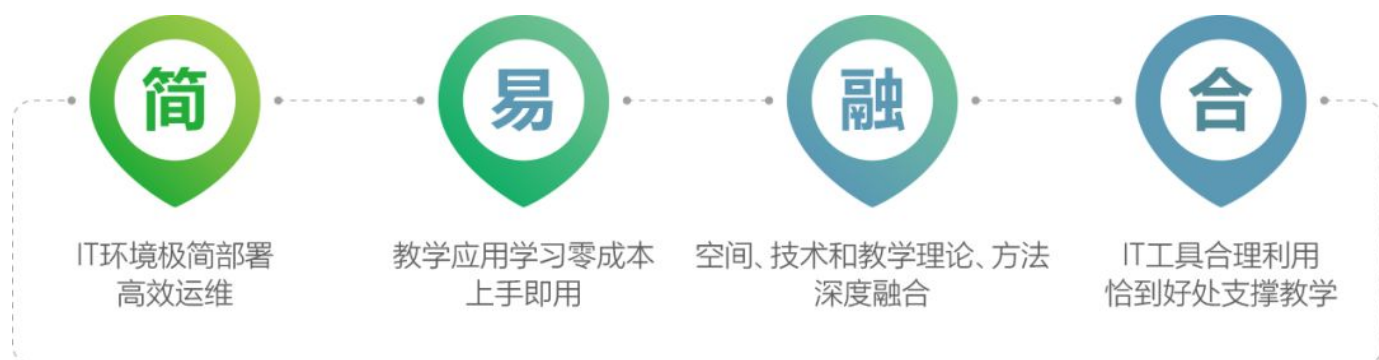 简
IT环境极简部署
高效运维
易
教学应用学习零成本
上手即用
融
空间、技术和教学理论、方法
深度融合
合
IT工具合理利用
恰到好处支撑教学